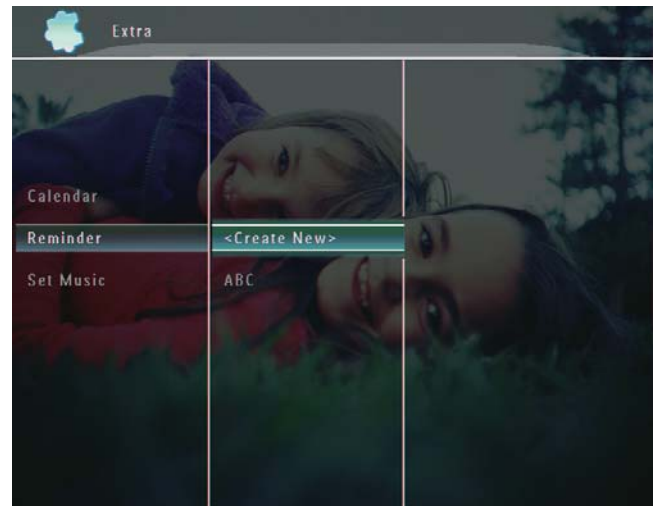 Extra
Calendar
Reminder
<Create New>
Set Music
ABC